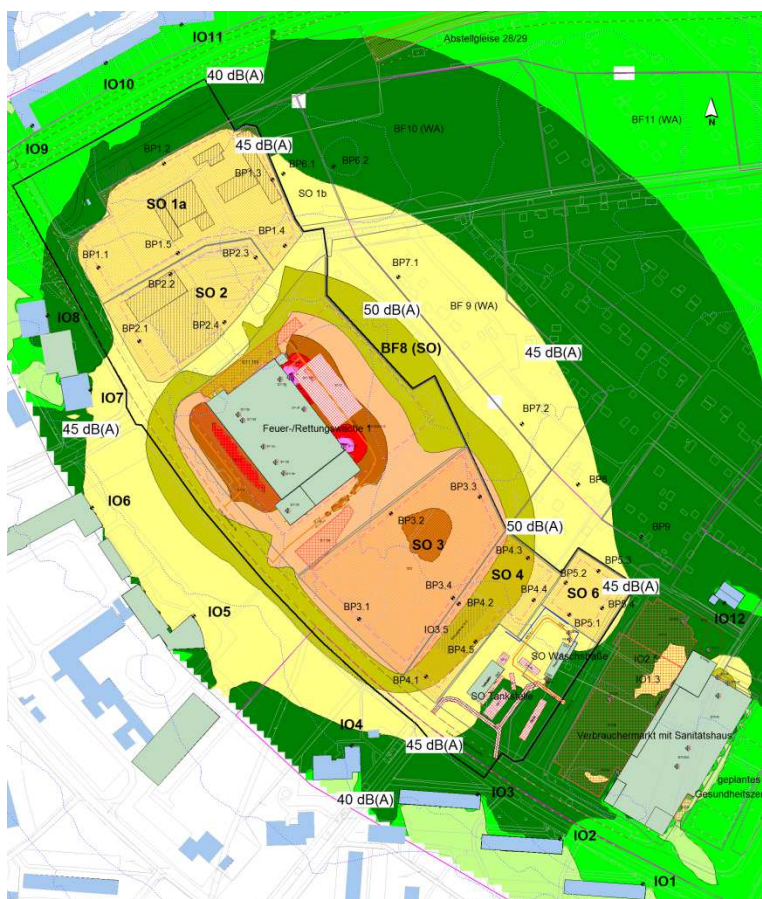 IO11
Abstellgleise 28/29
IO10
40 dB(A)
BF11 (WA)
N
IO9
BF10 (WA)
45 dB(A)
BP1.2
BP6.1
BP6.2
BP1.3
SO 1b
SO 1a
BP1.4
BP1.5
BP2.3
BP1.1
BP2.2
BP7.1
SO 2
50 dB(A)
BF 9 (WA)
IO8
BP2.4
BP2.1
BF8 (SO)
45 dB(A)
IO7
45 dB(A)
Feuer-/Rettungswache 1
BP7.2
BP8
IO6
BP3.3
BP3.2
50 dB(A)
BP9
SO 3
BP4.3
BP5.3
SO 4
BP5.2
45 dB(A)
BP3.4
BP4.4
SO 6
BP4.2
BP5.4
IO12
IO5
BP3.1
IO3.5
BP5.1
BP4.5
SO Waschstraße
IO1.3
BP4.1
SO Tankstelle
IO4
Verbrauchermarkt mit Sanitätshaus
45 dB(A)
geplantes
40 dB(A)
IO3
Gesundheitszen
IO2
IO1